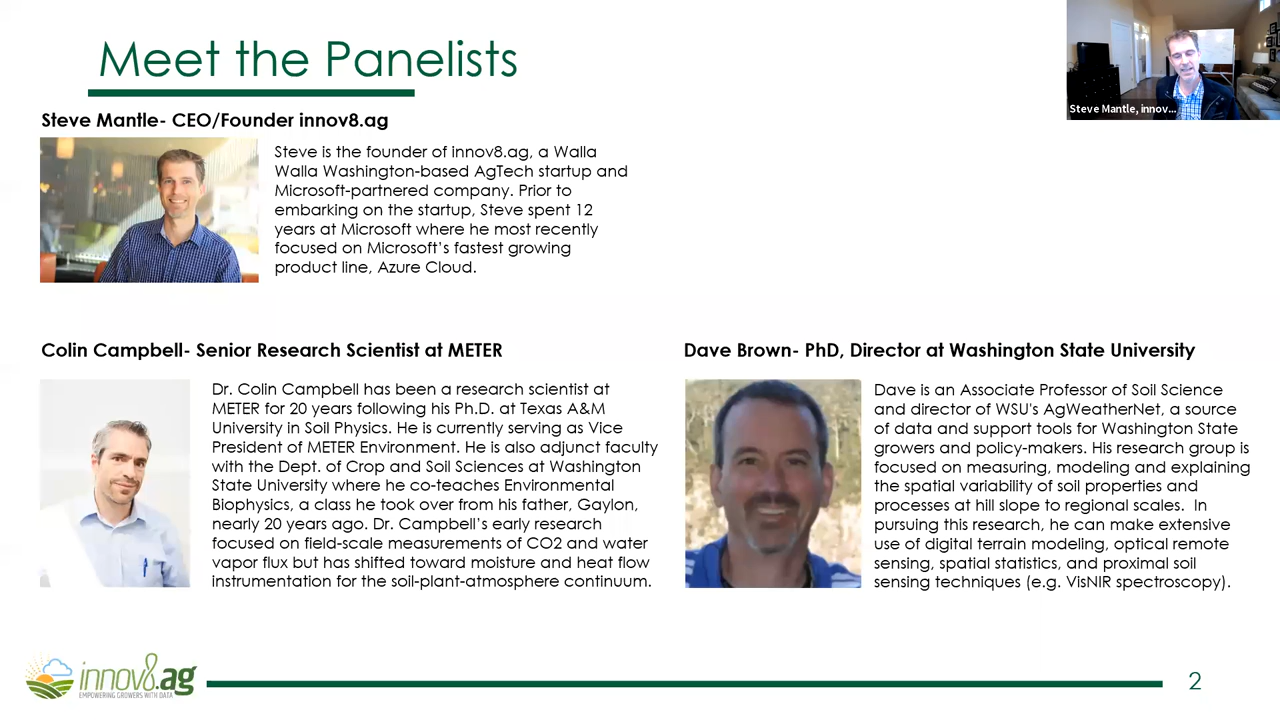 Meet the Panelists
Steve Mantle, innov...
Steve Mantle- CEO/Founder innov8.ag
Steve is the founder of innov8.ag, a Walla
Walla Washington-based AgTech startup and
Microsoft-partnered company. Prior to
embarking on the startup, Steve spent 12
years at Microsoft where he most recently
focused on Microsoft's fastest growing
product line, Azure Cloud.
Colin Campbell- Senior Research Scientist at METER
Dr. Colin Campbell has been a research scientist at
METER for 20 years following his Ph.D. at Texas A&M
University in Soil Physics. He is currently serving as Vice
President of METER Environment. He is also adjunct faculty
with the Dept. of Crop and Soil Sciences at Washington
State University where he co-teaches Environmental
Biophysics, a class he took over from his father, Gaylon,
nearly 20 years ago. Dr. Campbell's early research
focused on field-scale measurements of CO2 and water
vapor flux but has shifted toward moisture and heat flow
instrumentation for the soil-plant-atmosphere continuum.
Dave Brown- PhD, Director at Washington State University
Dave is an Associate Professor of Soil Science
and director of WSU's AgWeatherNet, a source
of data and support tools for Washington State
growers and policy-makers. His research group is
focused on measuring, modeling and explaining
the spatial variability of soil properties and
processes at hill slope to regional scales.  In
pursuing this research, he can make extensive
use of digital terrain modeling, optical remote
sensing, spatial statistics, and proximal soil
sensing techniques (e.g. VisNIR spectroscopy).
innov8.ag
EMPOWERING GROWERS WITH DATA
2